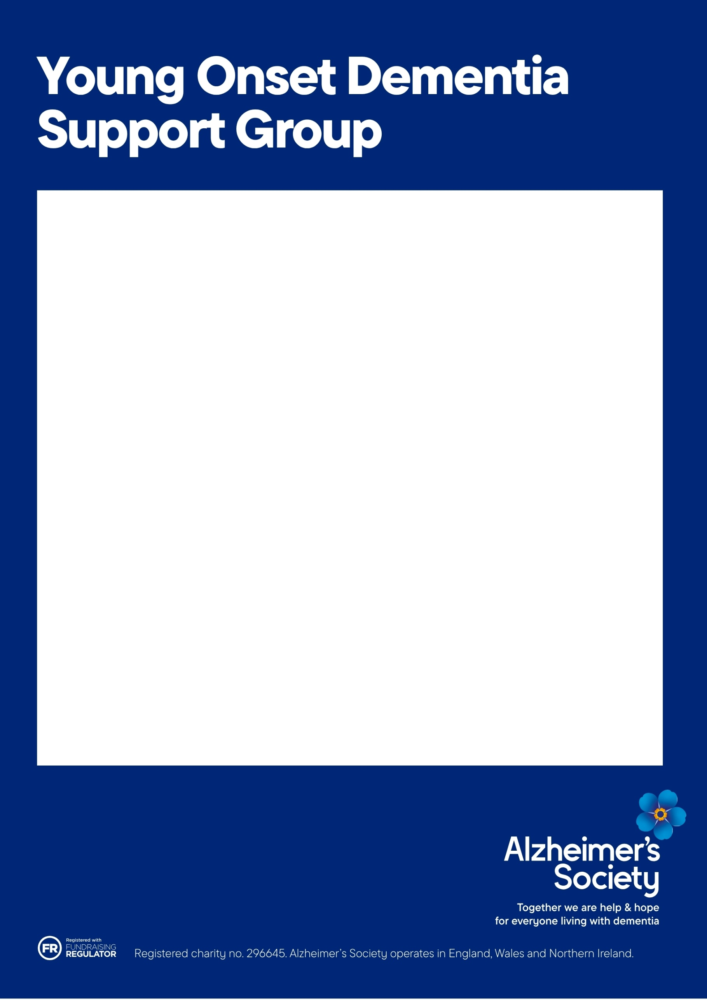 Young Onset Dementia
Support Group
Alzheimer's
Society
Together we are help & hope
for everyone living with dementia
FR
Registered with
FUNDRAISING
REGULATOR
Registered charity no. 296645. Alzheimer's Society operates in England, Wales and Northern Ireland.